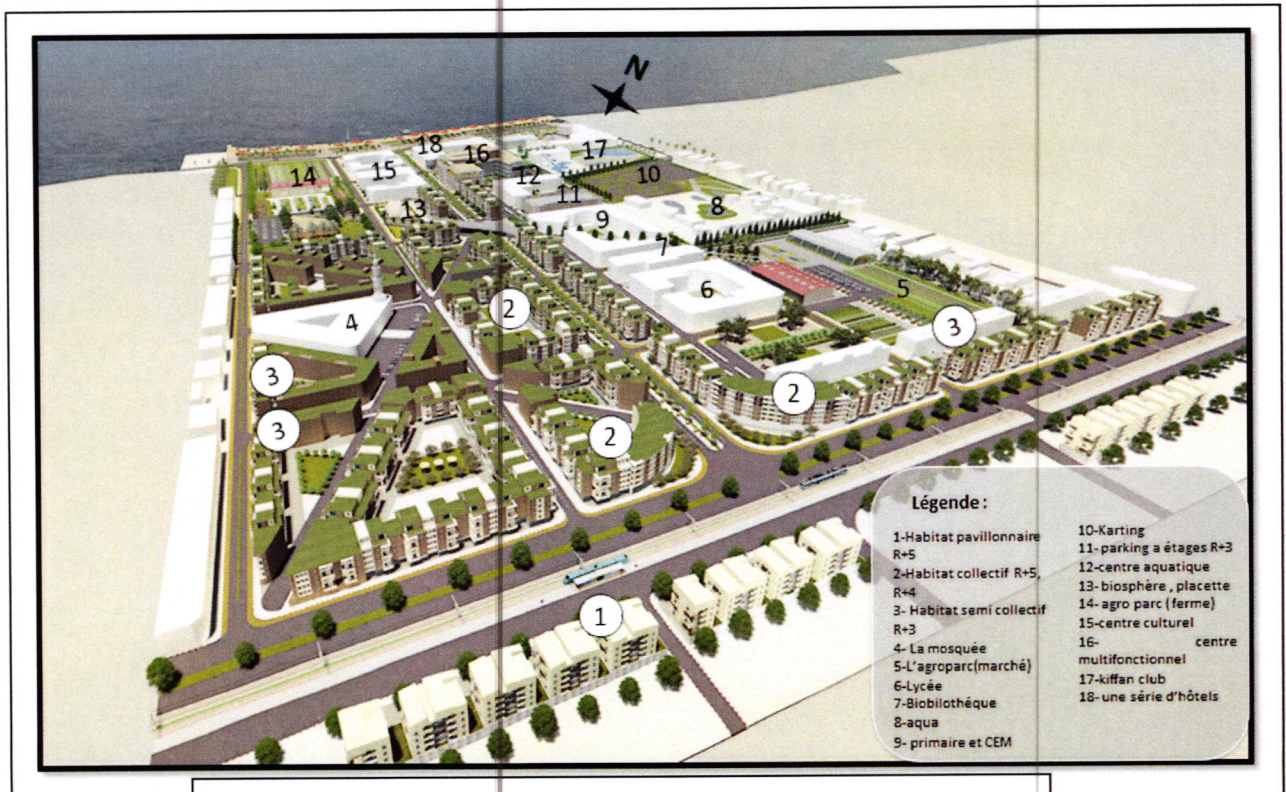 N
18
17
16
15
12
14
10
11
13
9
8
7
2
5
6
4
3
3
2
3
2
1
Légende :
1-Habitat pavillonnaire
R+5
2-Habitat collectif R+5,
R+4
3- Habitat semi collectif
R+3
4- La mosquée
5-L'agroparc(marché)
6-Lycée
7-Biobilothéque
8-aqua
9- primaire et CEM
10-Karting
11- parking a étages R+3
12-centre aquatique
13- biosphère , placette
14- agro parc ( ferme)
15-centre culturel
16- centre
multifonctionnel
17-kiffan club
18- une série d'hôtels